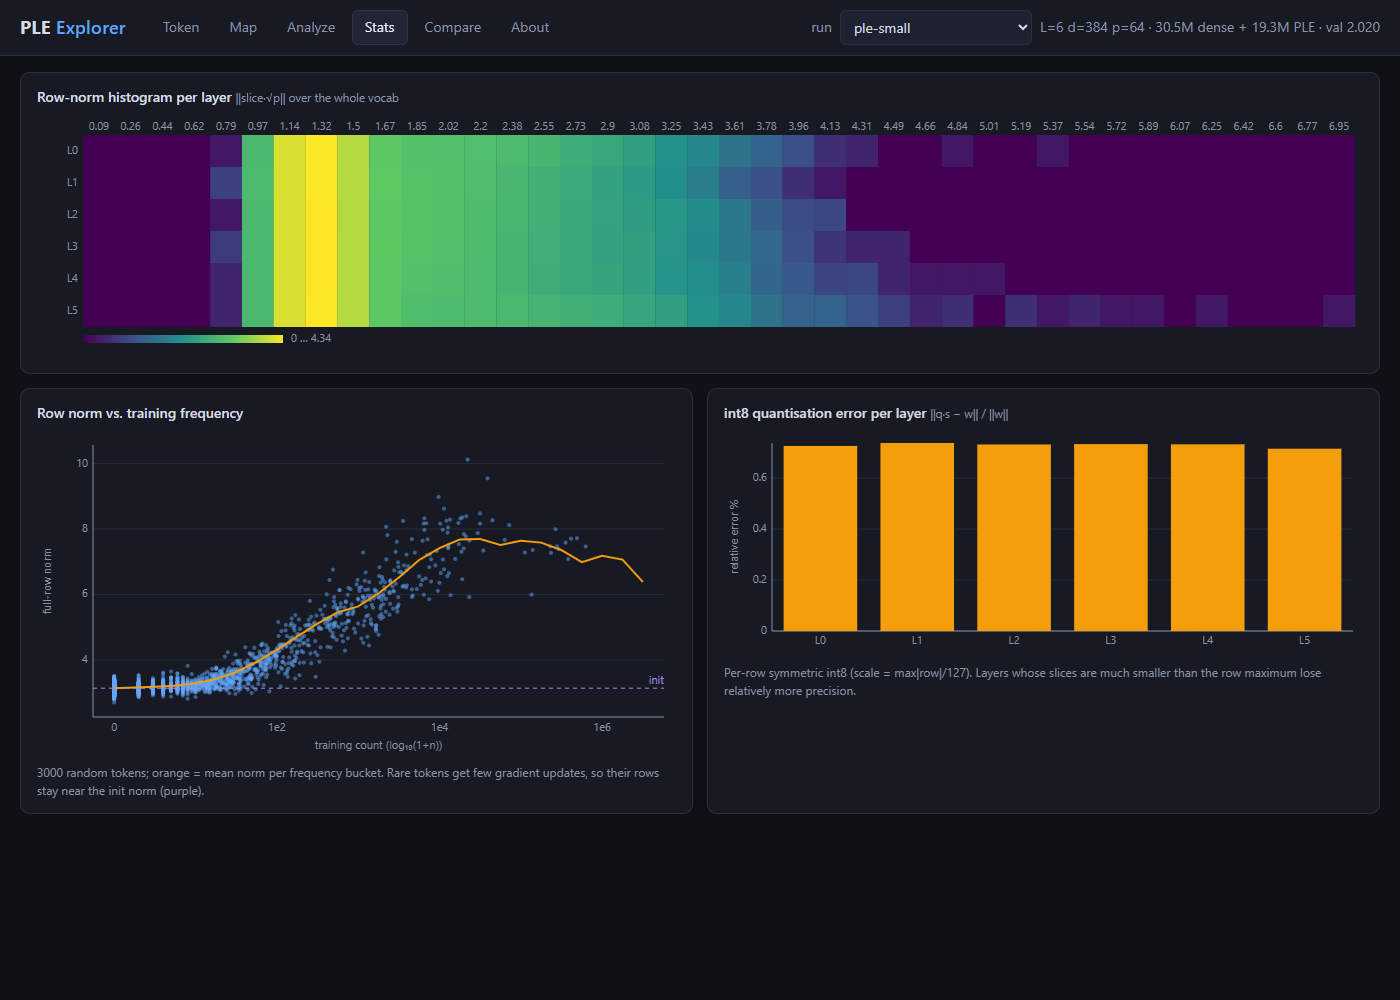 PLE Explorer Token Map Analyze Stats Compare About run ple-small L=6 d=384 p=64 · 30.5M dense + 19.3M PLE · val 2.020
Row-norm histogram per layer ||slice·√p|| over the whole vocab
0.09 0.26 0.44 0.62 0.79 0.97 1.14 1.32 1.5 1.67 1.85 2.02 2.2 2.38 2.55 2.73 2.9 3.08 3.25 3.43 3.61 3.78 3.96 4.13 4.31 4.49 4.66 4.84 5.01 5.19 5.37 5.54 5.72 5.89 6.07 6.25 6.42 6.6 6.77 6.95
L0
L1
L2
L3
L4
L5
0 ... 4.34
Row norm vs. training frequency
10
8
6
4
full-row norm
init
0 1e2 1e4 1e6
training count (log₁₀(1+n))
3000 random tokens; orange = mean norm per frequency bucket. Rare tokens get few gradient updates, so their rows
stay near the init norm (purple).
int8 quantisation error per layer ||q·s − w|| / ||w||
0.6
0.4
0.2
0
relative error %
L0 L1 L2 L3 L4 L5
Per-row symmetric int8 (scale = max|row|/127). Layers whose slices are much smaller than the row maximum lose
relatively more precision.